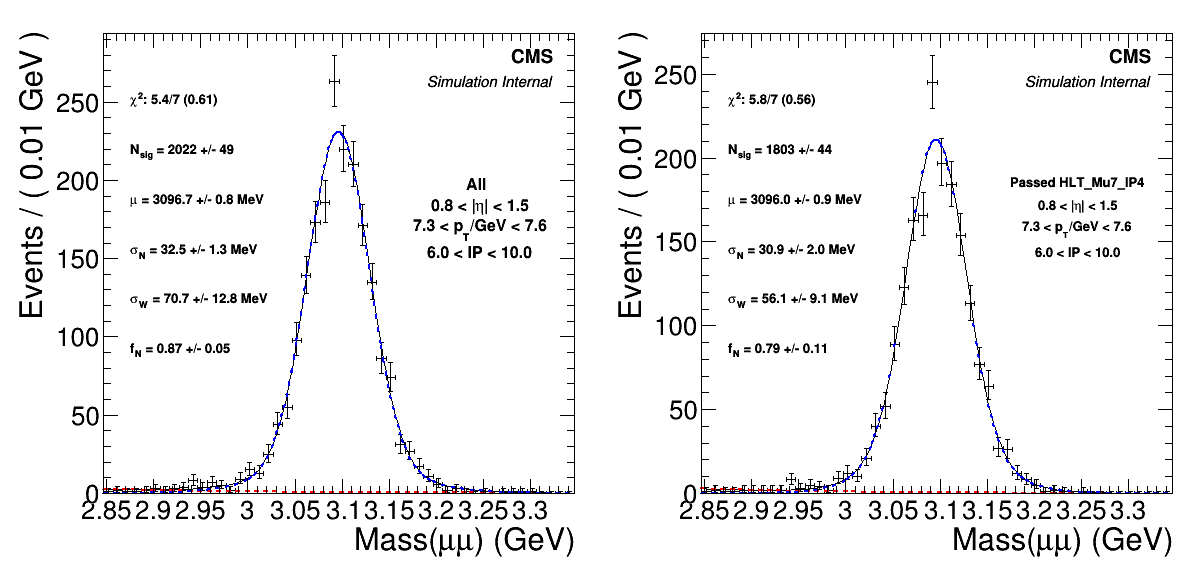 CMS
Simulation Internal
χ²: 5.4/7 (0.61)
N_sig = 2022 +/- 49
μ = 3096.7 +/- 0.8 MeV
σ_N = 32.5 +/- 1.3 MeV
σ_W = 70.7 +/- 12.8 MeV
f_N = 0.87 +/- 0.05
All
0.8 < |η| < 1.5
7.3 < p_T/GeV < 7.6
6.0 < IP < 10.0
Events / ( 0.01 GeV )
250
200
150
100
50
0
2.85 2.9 2.95 3 3.05 3.1 3.15 3.2 3.25 3.3
Mass(μμ) (GeV)
CMS
Simulation Internal
χ²: 5.8/7 (0.56)
N_sig = 1803 +/- 44
μ = 3096.0 +/- 0.9 MeV
σ_N = 30.9 +/- 2.0 MeV
σ_W = 56.1 +/- 9.1 MeV
f_N = 0.79 +/- 0.11
Passed HLT_Mu7_IP4
0.8 < |η| < 1.5
7.3 < p_T/GeV < 7.6
6.0 < IP < 10.0
Events / ( 0.01 GeV )
250
200
150
100
50
0
2.85 2.9 2.95 3 3.05 3.1 3.15 3.2 3.25 3.3
Mass(μμ) (GeV)